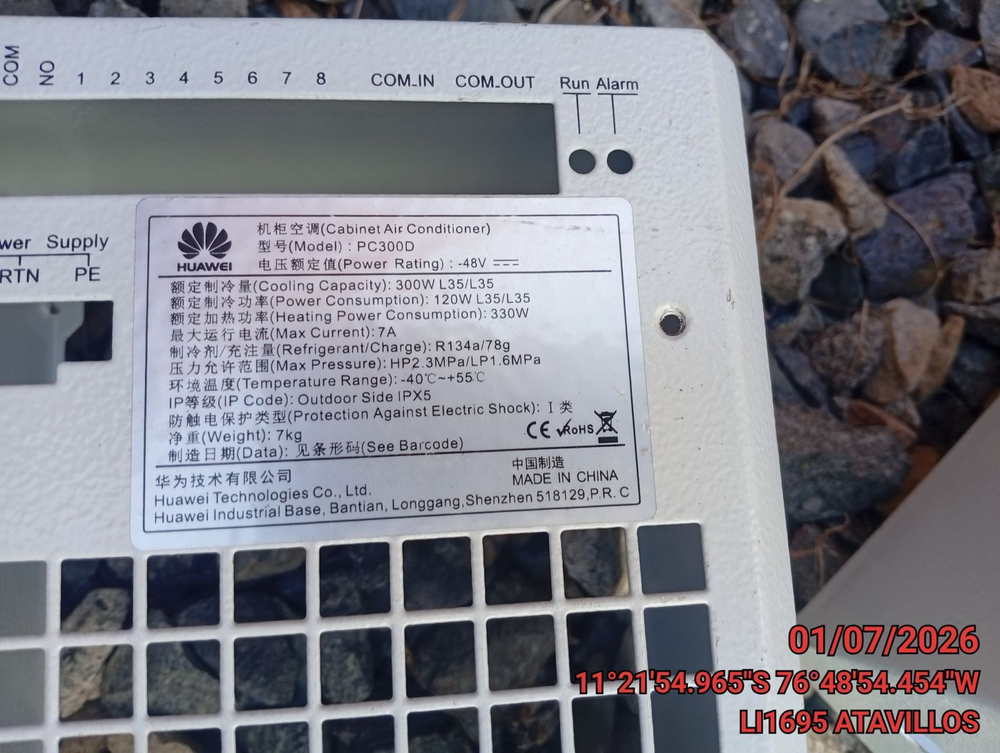 COM NO 1 2 3 4 5 6 7 8 COM_IN COM_OUT Run Alarm
wer Supply
RTN PE
HUAWEI
机柜空调(Cabinet Air Conditioner)
型号(Model) : PC300D
电压额定值(Power Rating) : -48V
额定制冷量(Cooling Capacity): 300W L35/L35
额定制冷功率(Power Consumption): 120W L35/L35
额定加热功率(Heating Power Consumption): 330W
最大运行电流(Max Current): 7A
制冷剂/充注量(Refrigerant/Charge): R134a/78g
压力允许范围(Max Pressure): HP2.3MPa/LP1.6MPa
环境温度(Temperature Range): -40℃~+55℃
IP等级(IP Code): Outdoor Side IPX5
防触电保护类型(Protection Against Electric Shock): I 类
净重(Weight): 7kg
CE RoHS
制造日期(Data): 见条形码(See Barcode)
华为技术有限公司
中国制造
MADE IN CHINA
Huawei Technologies Co., Ltd.
Huawei Industrial Base, Bantian, Longgang,Shenzhen 518129,P.R. C
01/07/2026
11°21'54.965"S 76°48'54.454"W
LI1695 ATAVILLOS